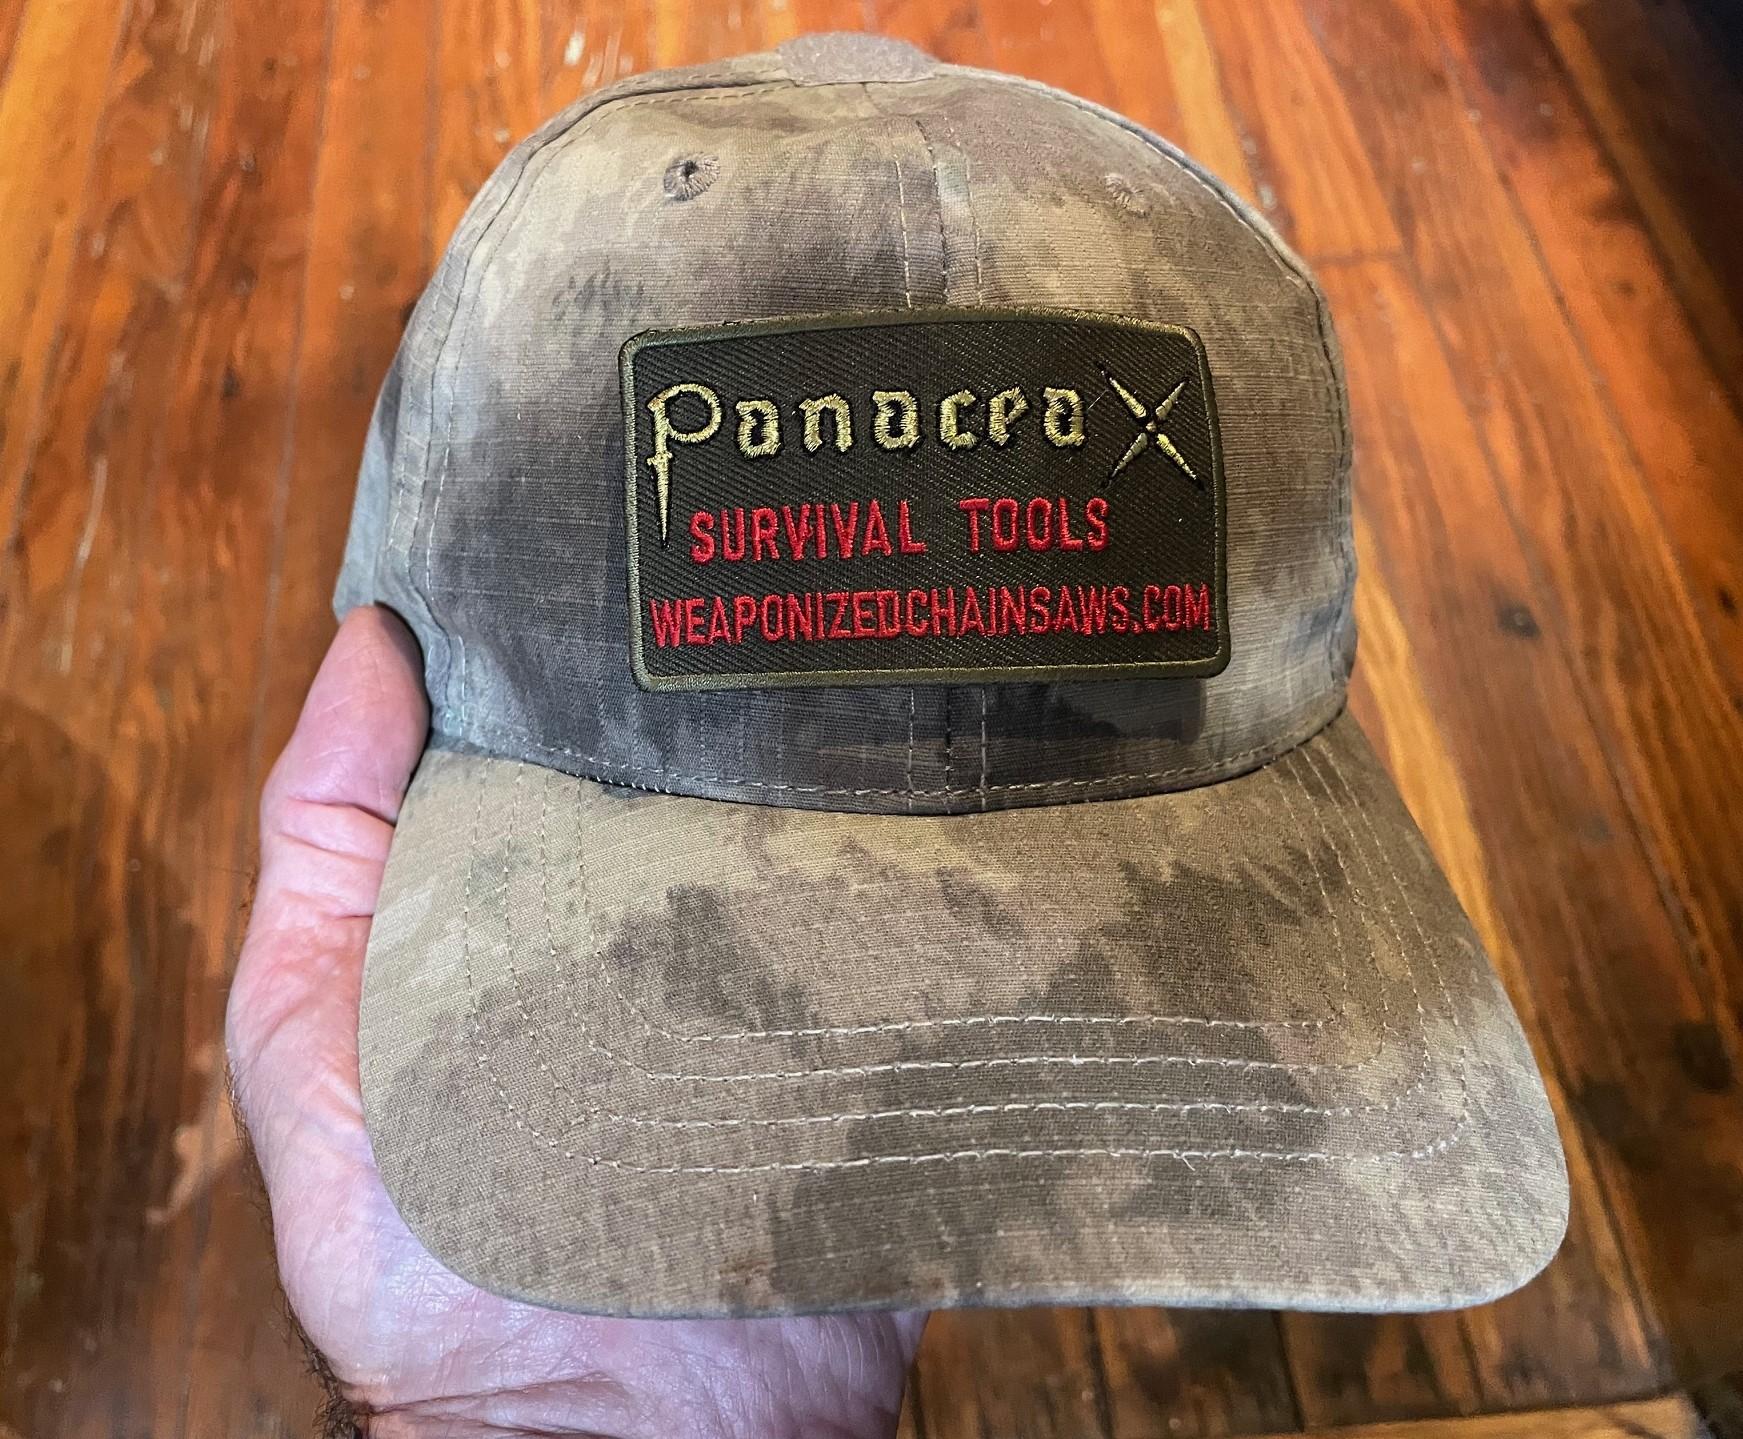 Panacea X
SURVIVAL TOOLS
WEAPONIZEDCHAINSAWS.COM